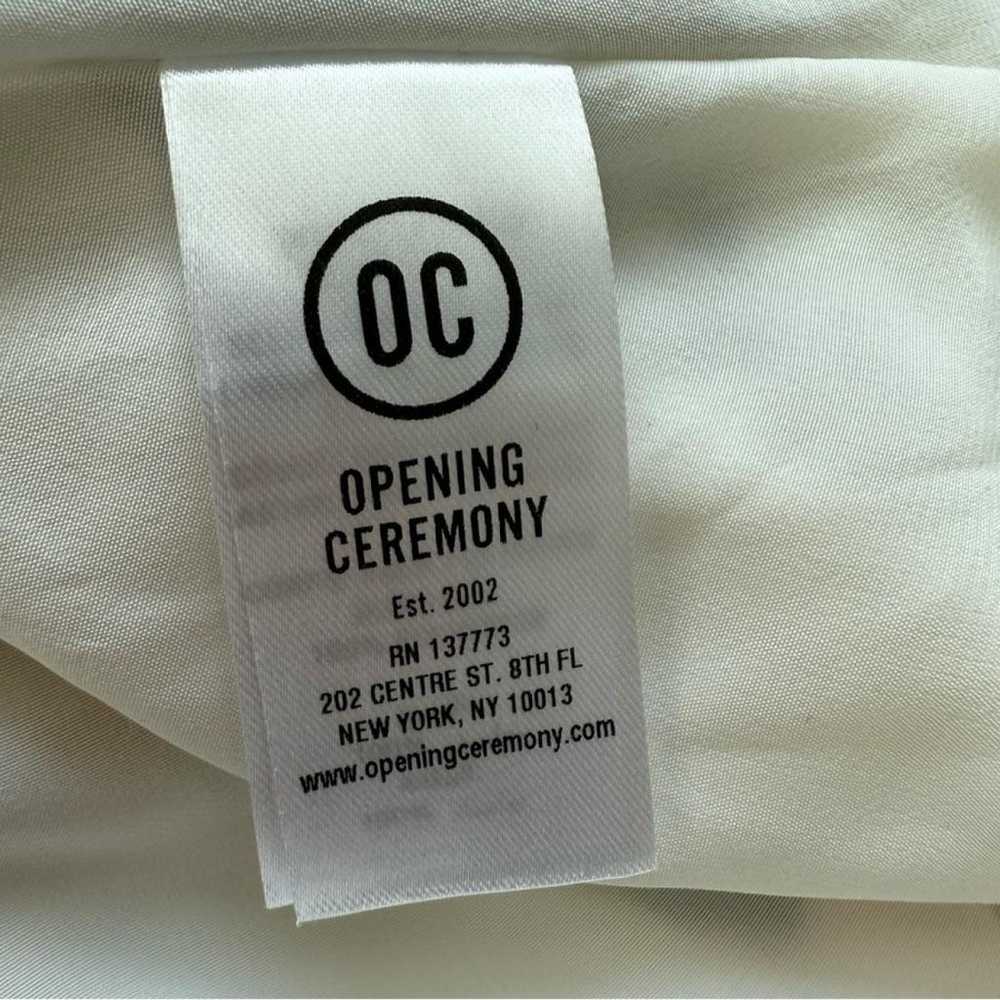 OC
OPENING
CEREMONY
Est. 2002
RN 137773
202 CENTRE ST. 8TH FL
NEW YORK, NY 10013
www.openingceremony.com